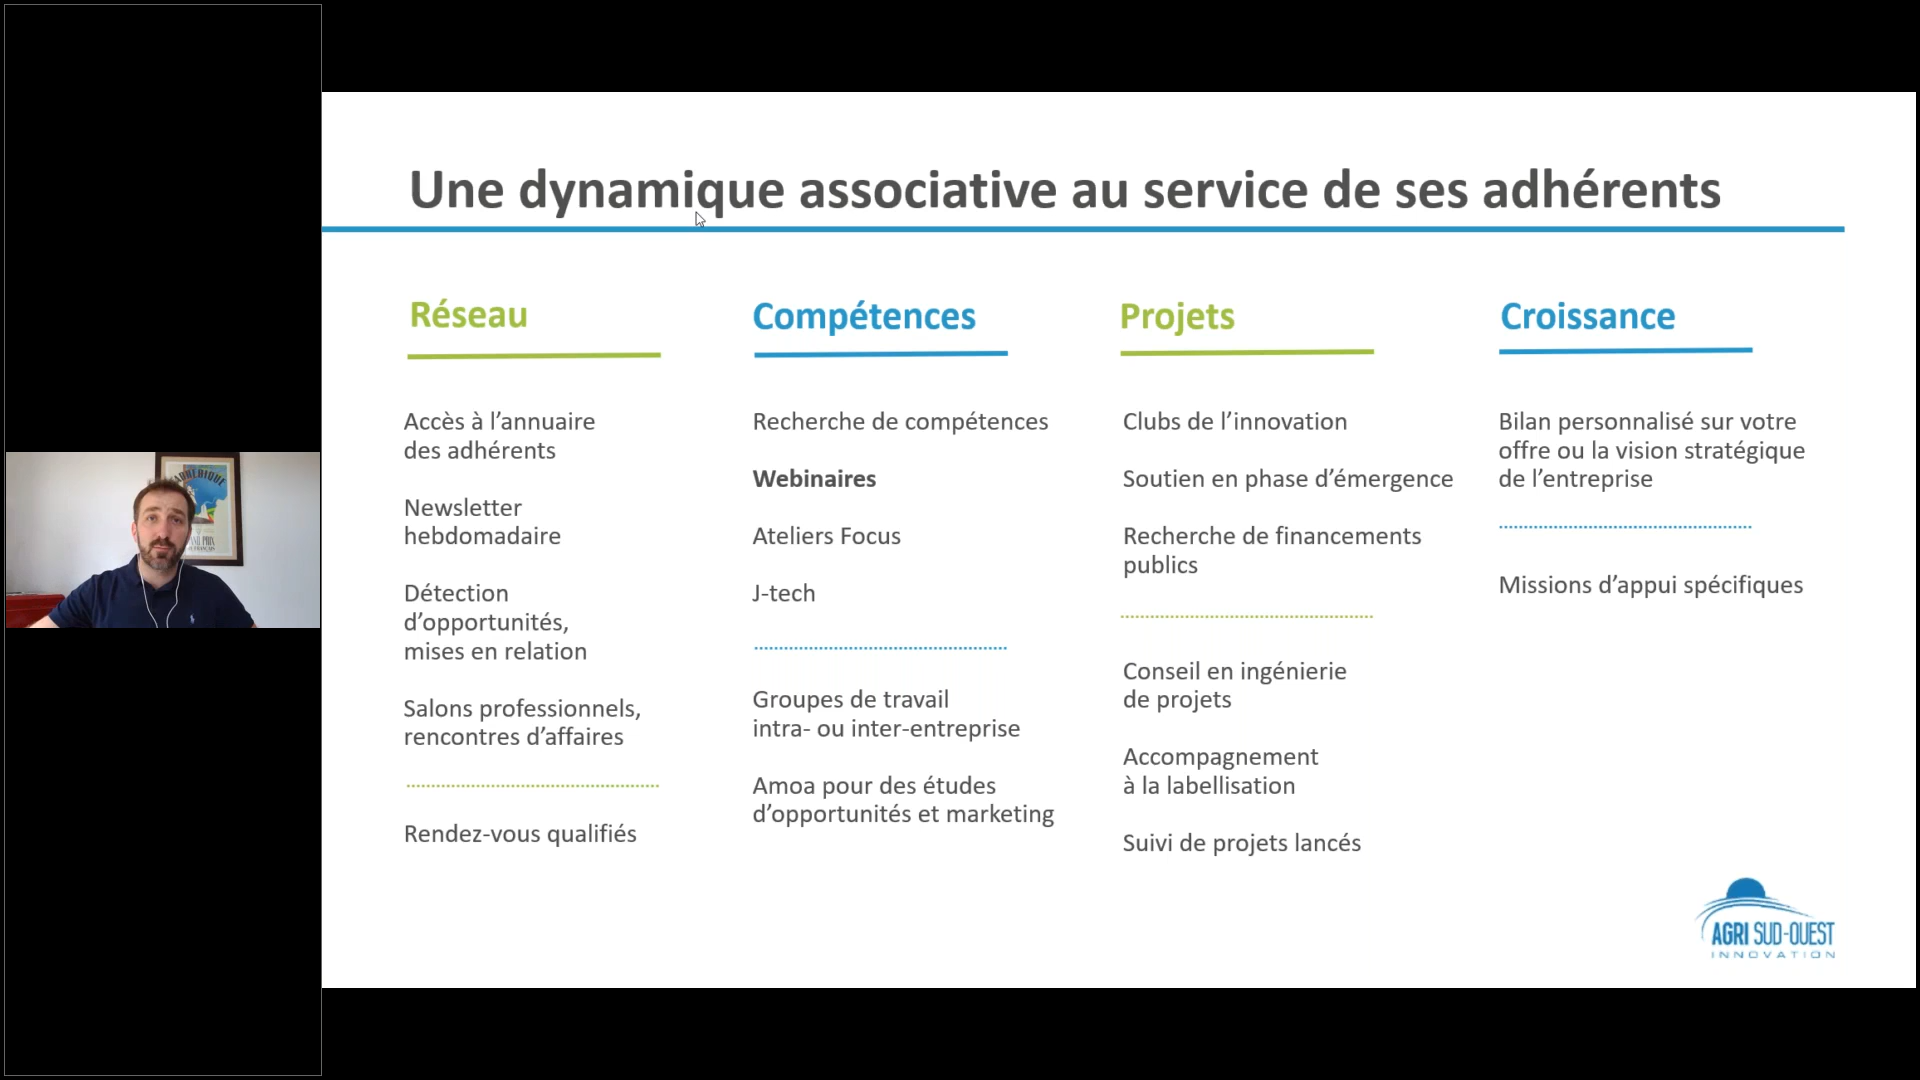 Une dynamique associative au service de ses adhérents
Réseau
Accès à l’annuaire
des adhérents
Newsletter
hebdomadaire
Détection
d’opportunités,
mises en relation
Salons professionnels,
rencontres d’affaires
Rendez-vous qualifiés
Compétences
Recherche de compétences
Webinaires
Ateliers Focus
J-tech
Groupes de travail
intra- ou inter-entreprise
Amoa pour des études
d’opportunités et marketing
Projets
Clubs de l’innovation
Soutien en phase d’émergence
Recherche de financements
publics
Conseil en ingénierie
de projets
Accompagnement
à la labellisation
Suivi de projets lancés
Croissance
Bilan personnalisé sur votre
offre ou la vision stratégique
de l’entreprise
Missions d’appui spécifiques
AGRI SUD-OUEST
INNOVATION